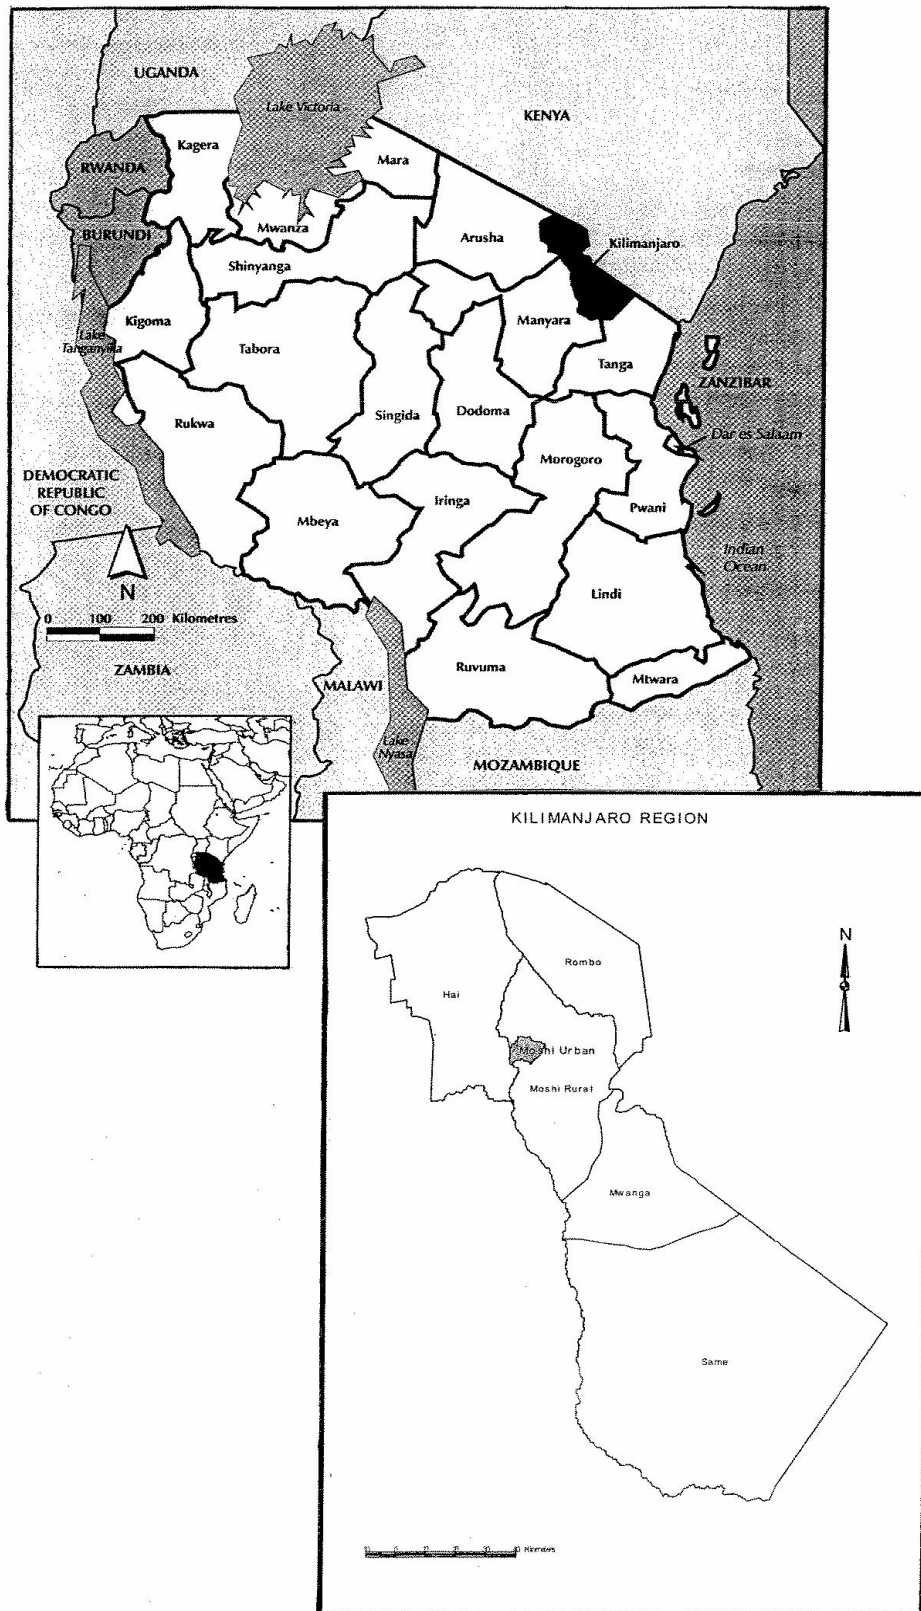 UGANDA
Lake Victoria
KENYA
Kagera
Mara
RWANDA
BURUNDI
Mwanza
Arusha
Kilimanjaro
Shinyanga
Kigoma
Manyara
Lake
Tanganyika
Tabora
Tanga
ZANZIBAR
Rukwa
Singida
Dodoma
Dar es Salaam
Morogoro
DEMOCRATIC
REPUBLIC
OF CONGO
Iringa
Pwani
Mbeya
Indian
Ocean
N
Lindi
0 100 200 Kilometres
ZAMBIA
Ruvuma
MALAWI
Mtwara
Lake
Nyasa
MOZAMBIQUE
KILIMANJARO REGION
N
Rombo
Hai
Moshi Urban
Moshi Rural
Mwanga
Same
Kilometers